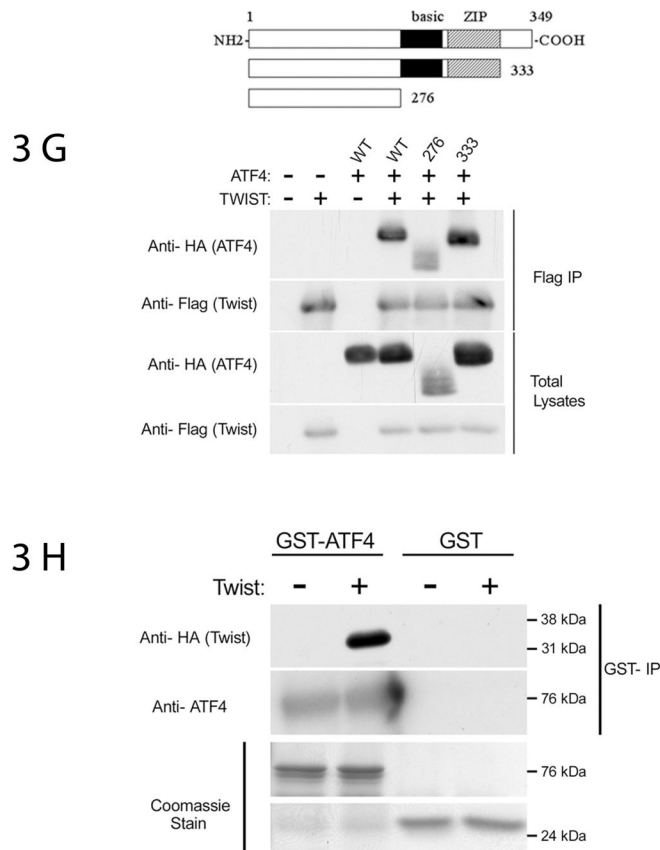 1 basic ZIP 349
NH2- -COOH
333
276
3 G
WT WT 276 333
ATF4: - - + + + +
TWIST: - + - + + +
Anti- HA (ATF4)
Anti- Flag (Twist)
Flag IP
Anti- HA (ATF4)
Anti- Flag (Twist)
Total
Lysates
3 H
GST-ATF4 GST
Twist: - + - +
Anti- HA (Twist)
38 kDa
31 kDa
GST- IP
Anti- ATF4
76 kDa
Coomassie
Stain
76 kDa
24 kDa